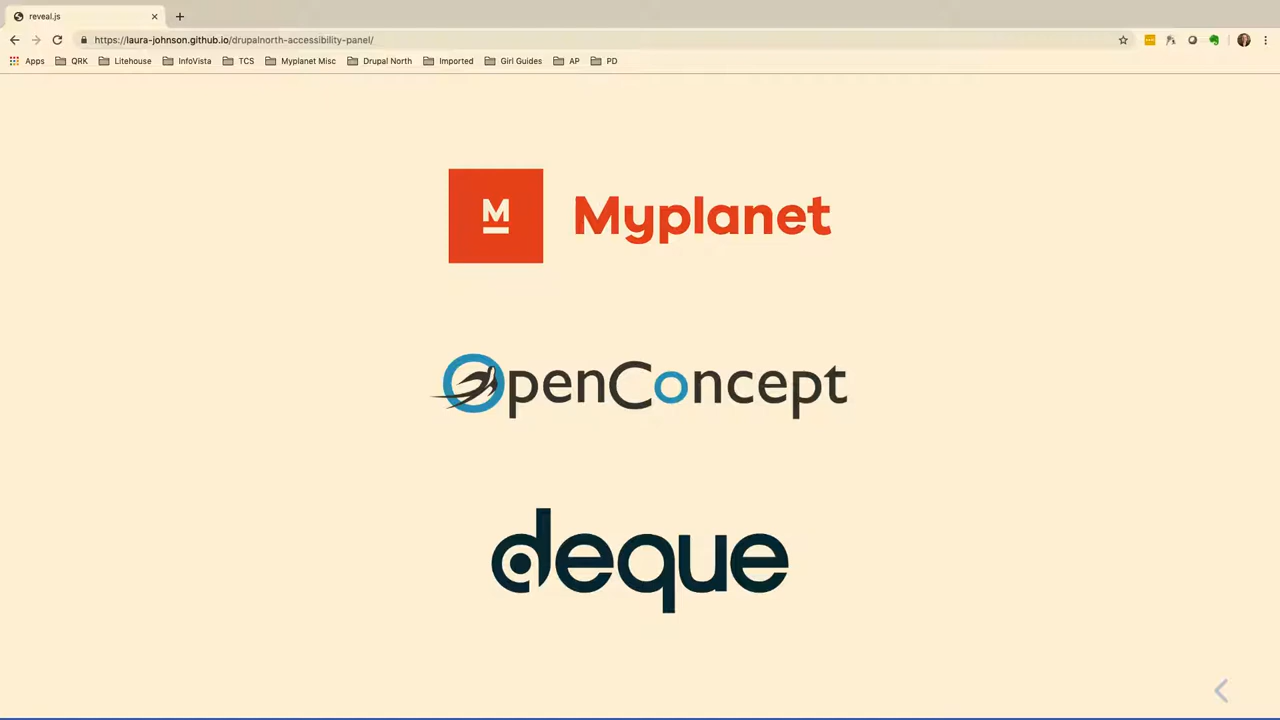 reveal.js
https://laura-johnson.github.io/drupalnorth-accessibility-panel/
Apps QRK Litehouse InfoVista TCS Myplanet Misc Drupal North Imported Girl Guides AP PD
M Myplanet
OpenConcept
deque